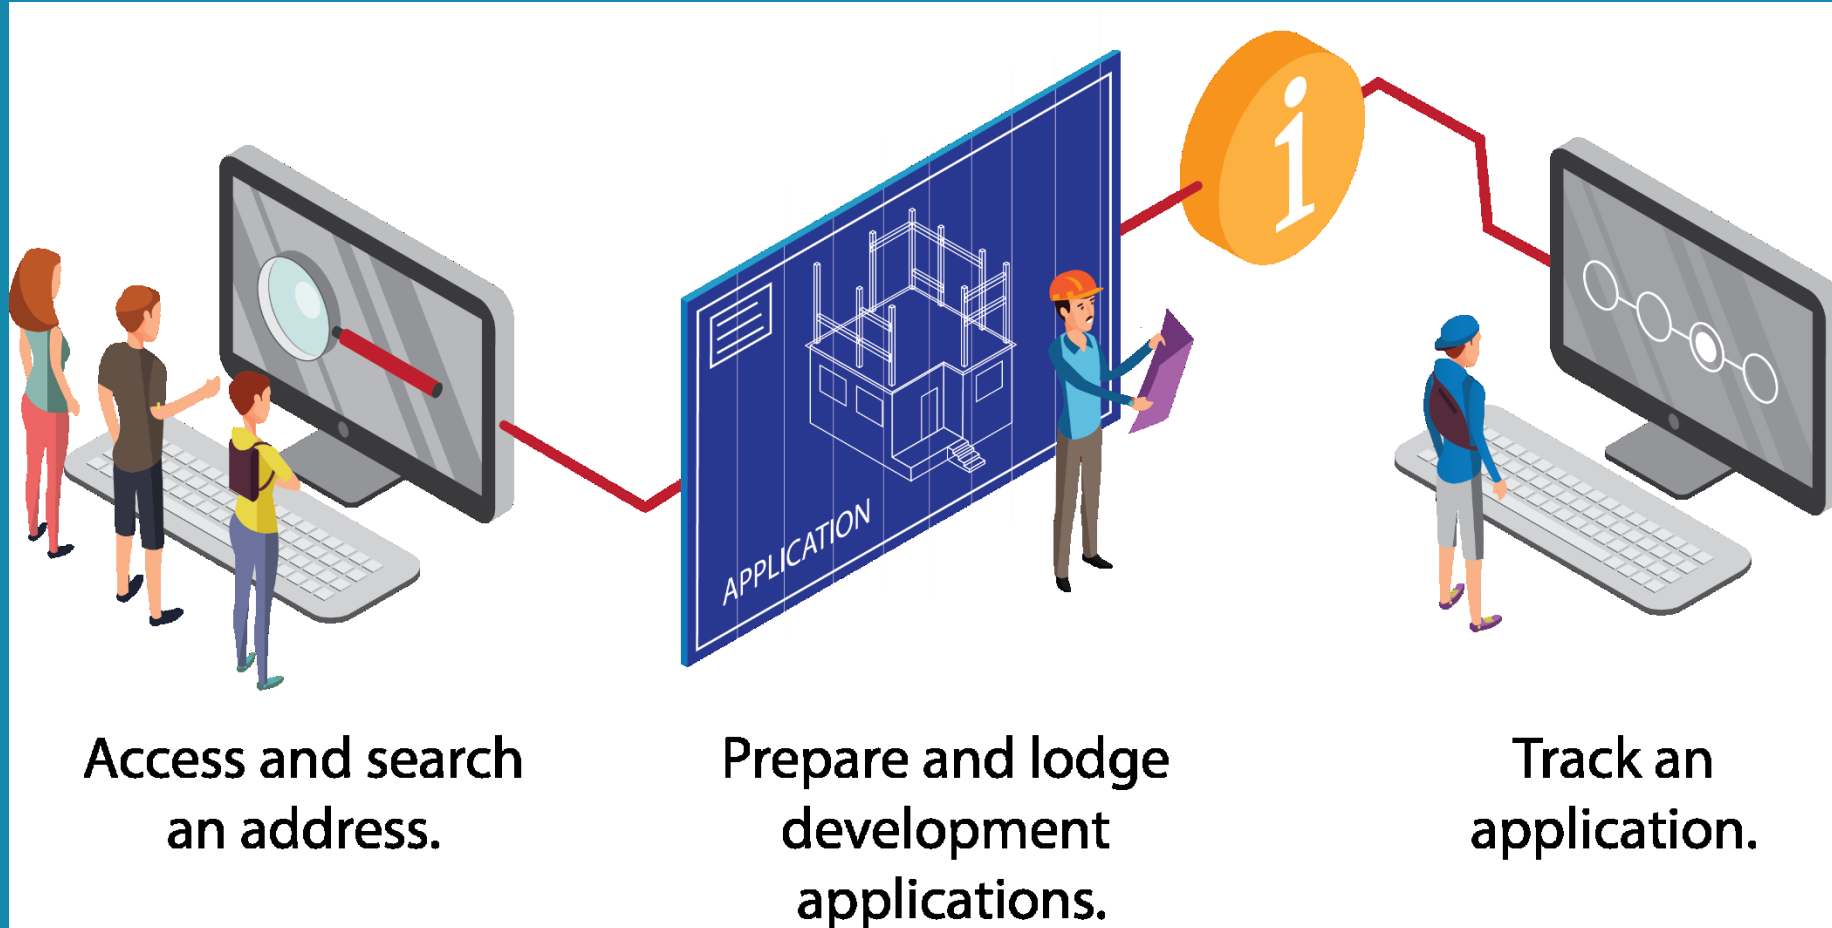 i
APPLICATION
Access and search
an address.
Prepare and lodge
development
applications.
Track an
application.